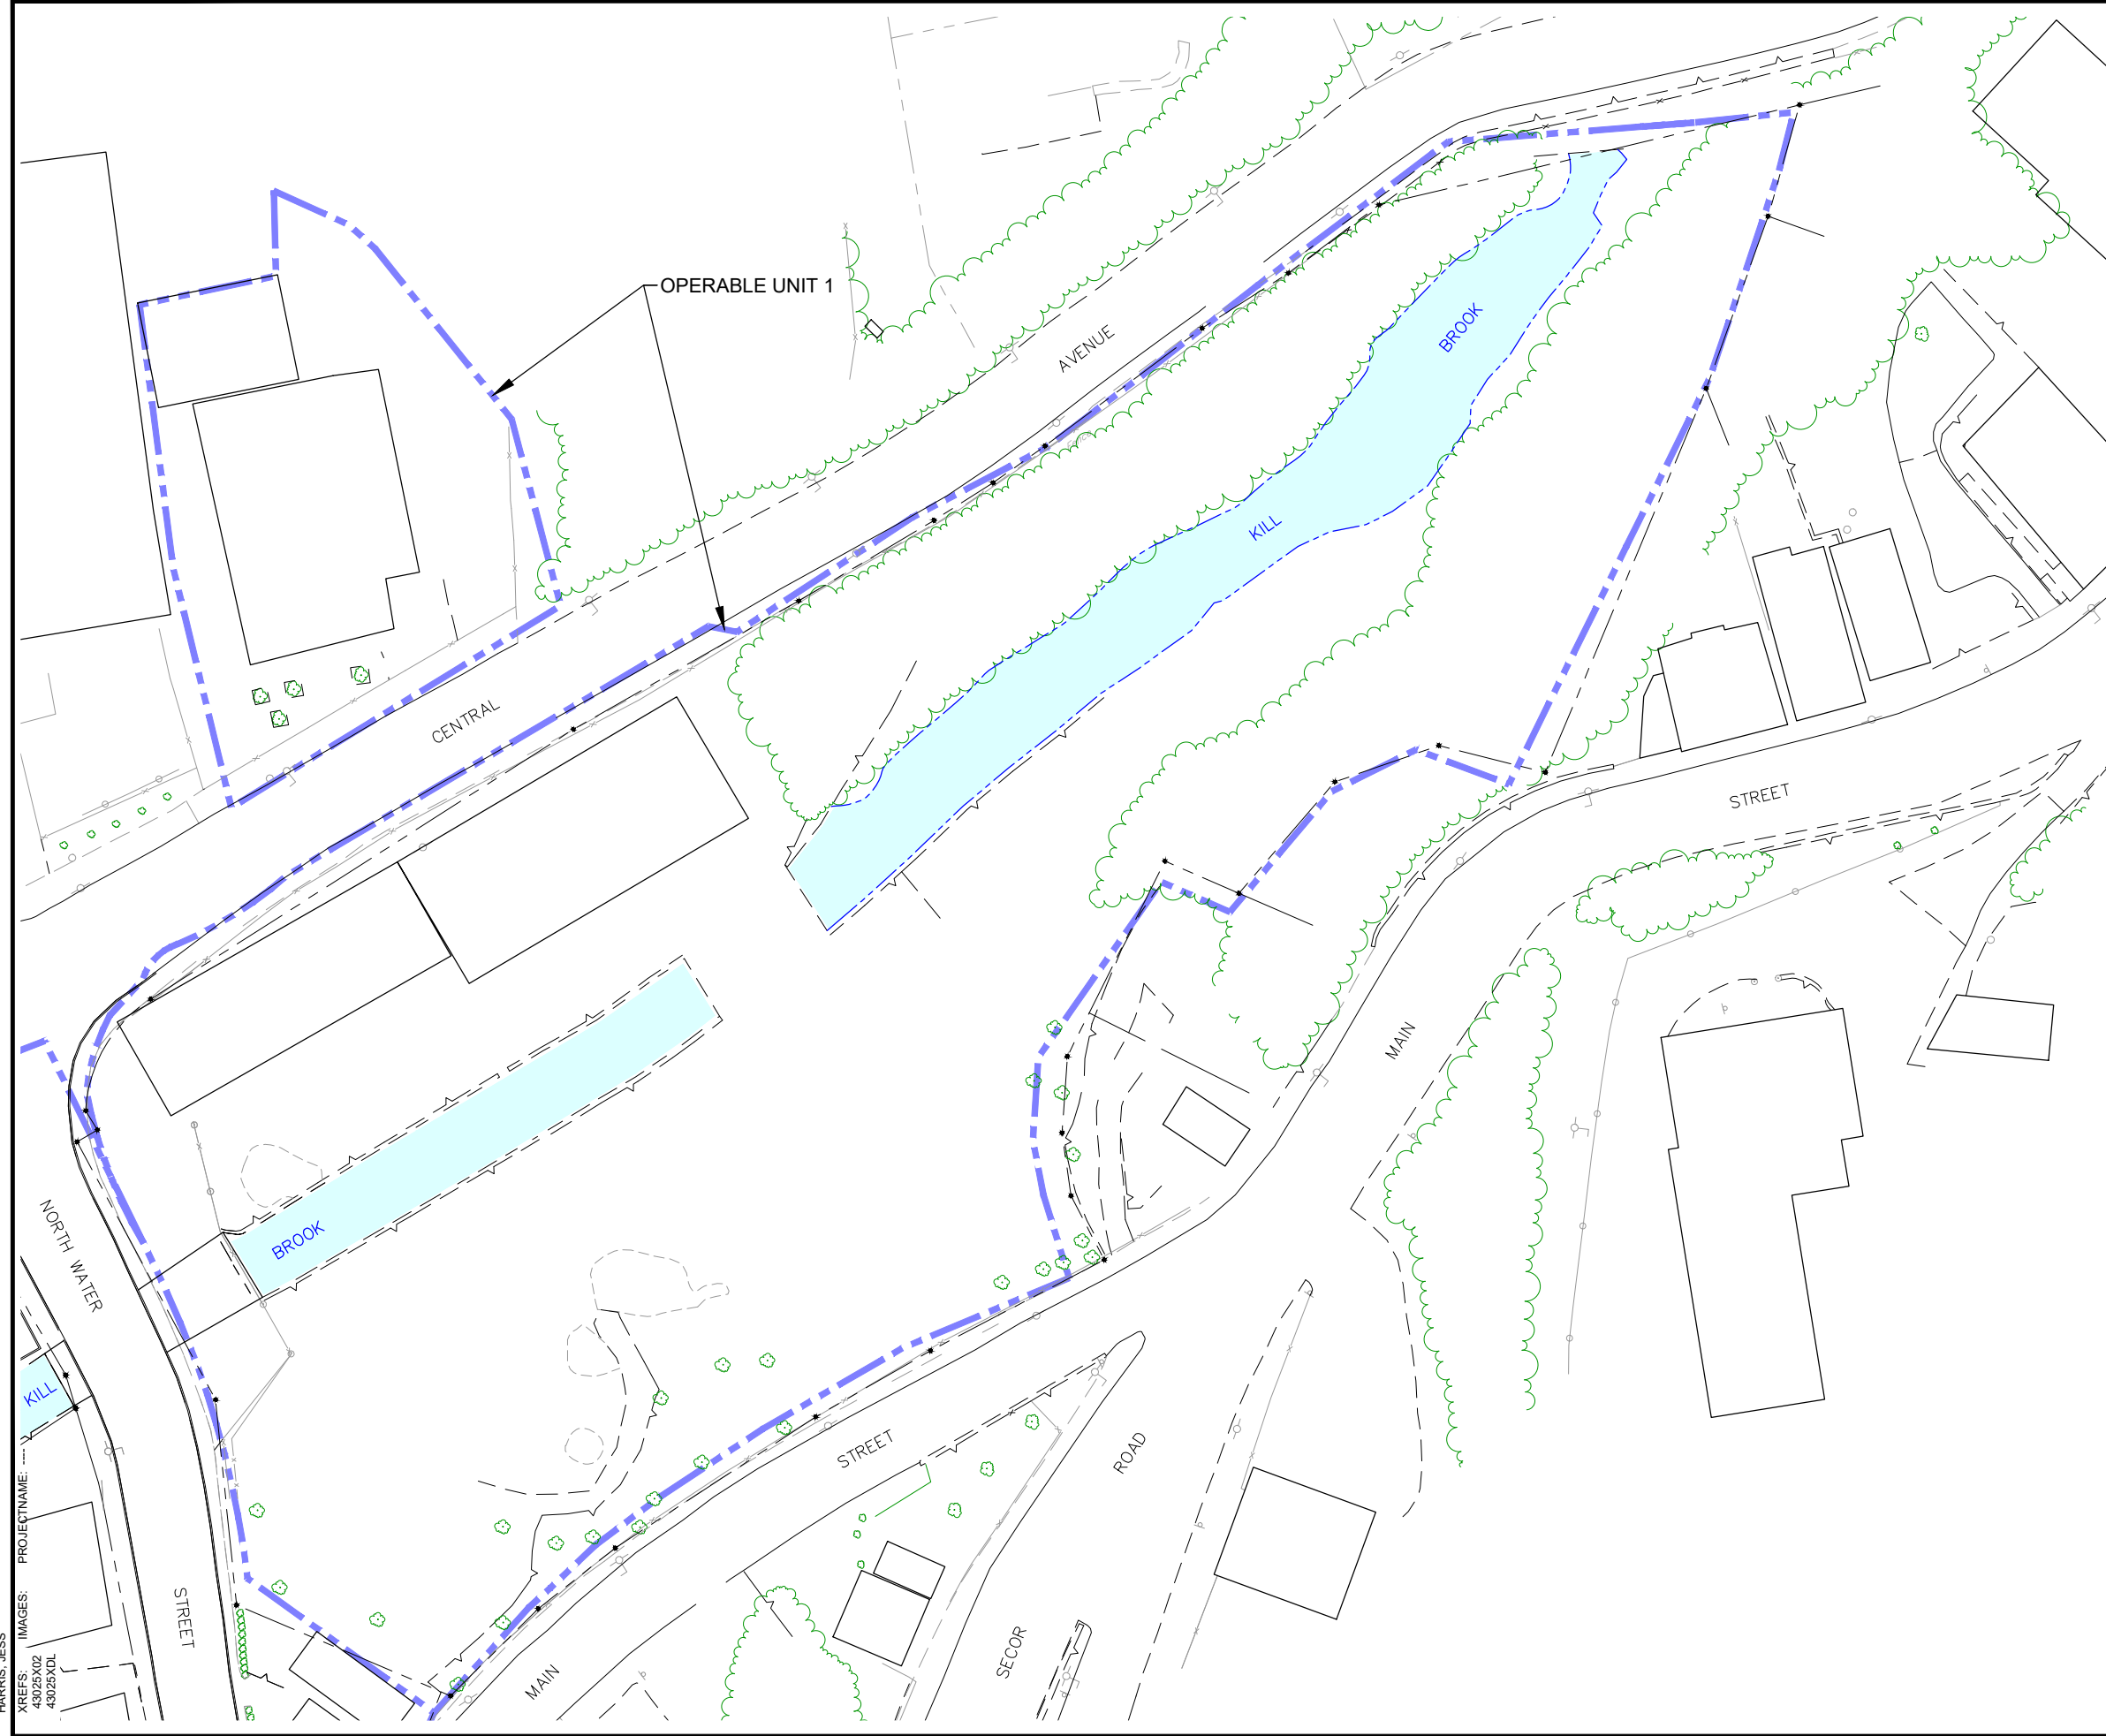 OPERABLE UNIT 1
AVENUE
BROOK
KILL
CENTRAL
STREET
MAIN
BROOK
NORTH WATER
KILL
STREET
ROAD
STREET
SECOR
MAIN
HARRIS, JESS
XREFS: IMAGES: PROJECTNAME: ----
43025X02
43025XDL